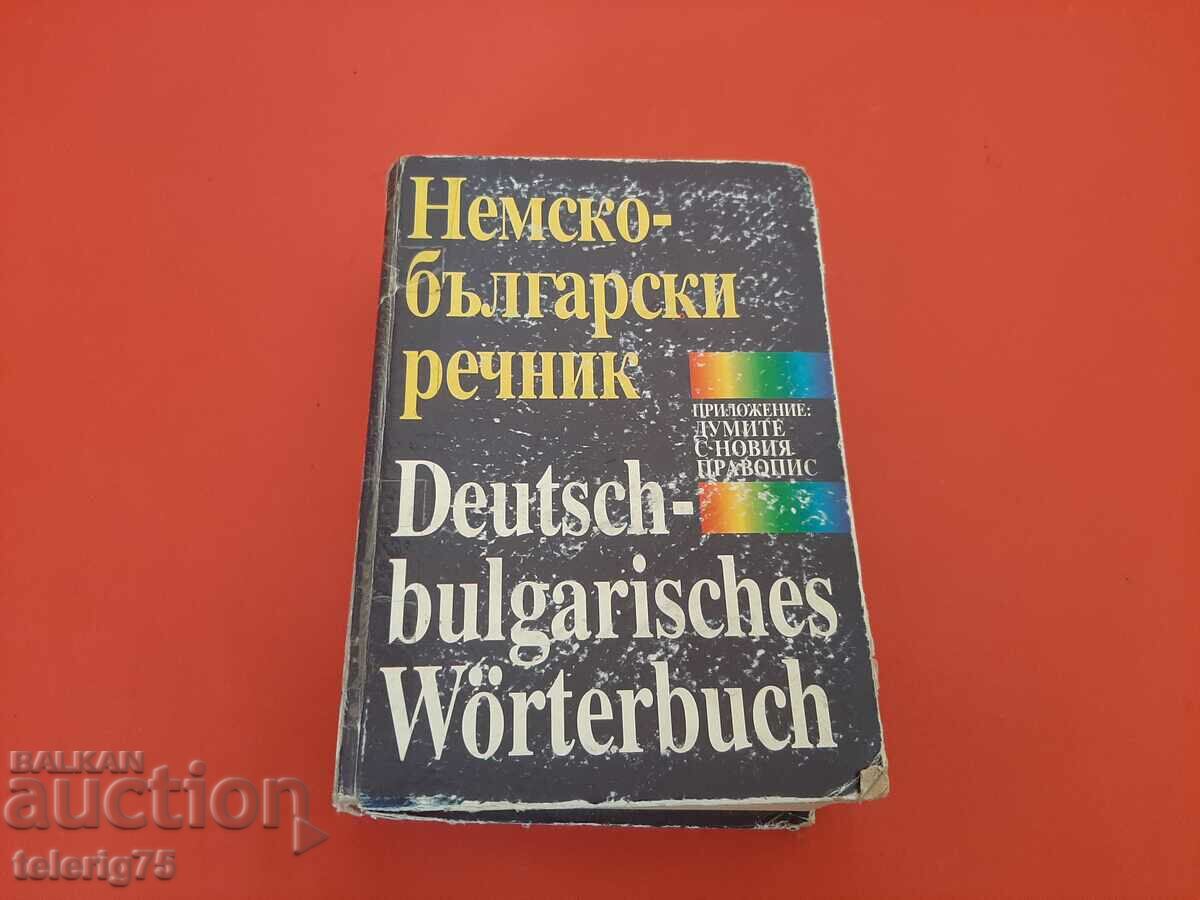 Немско-
български
речник
ПРИЛОЖЕНИЕ:
ДУМИТЕ
С НОВИЯ
ПРАВОПИС
Deutsch-
bulgarisches
Wörterbuch
BALKAN
auction
telerig75